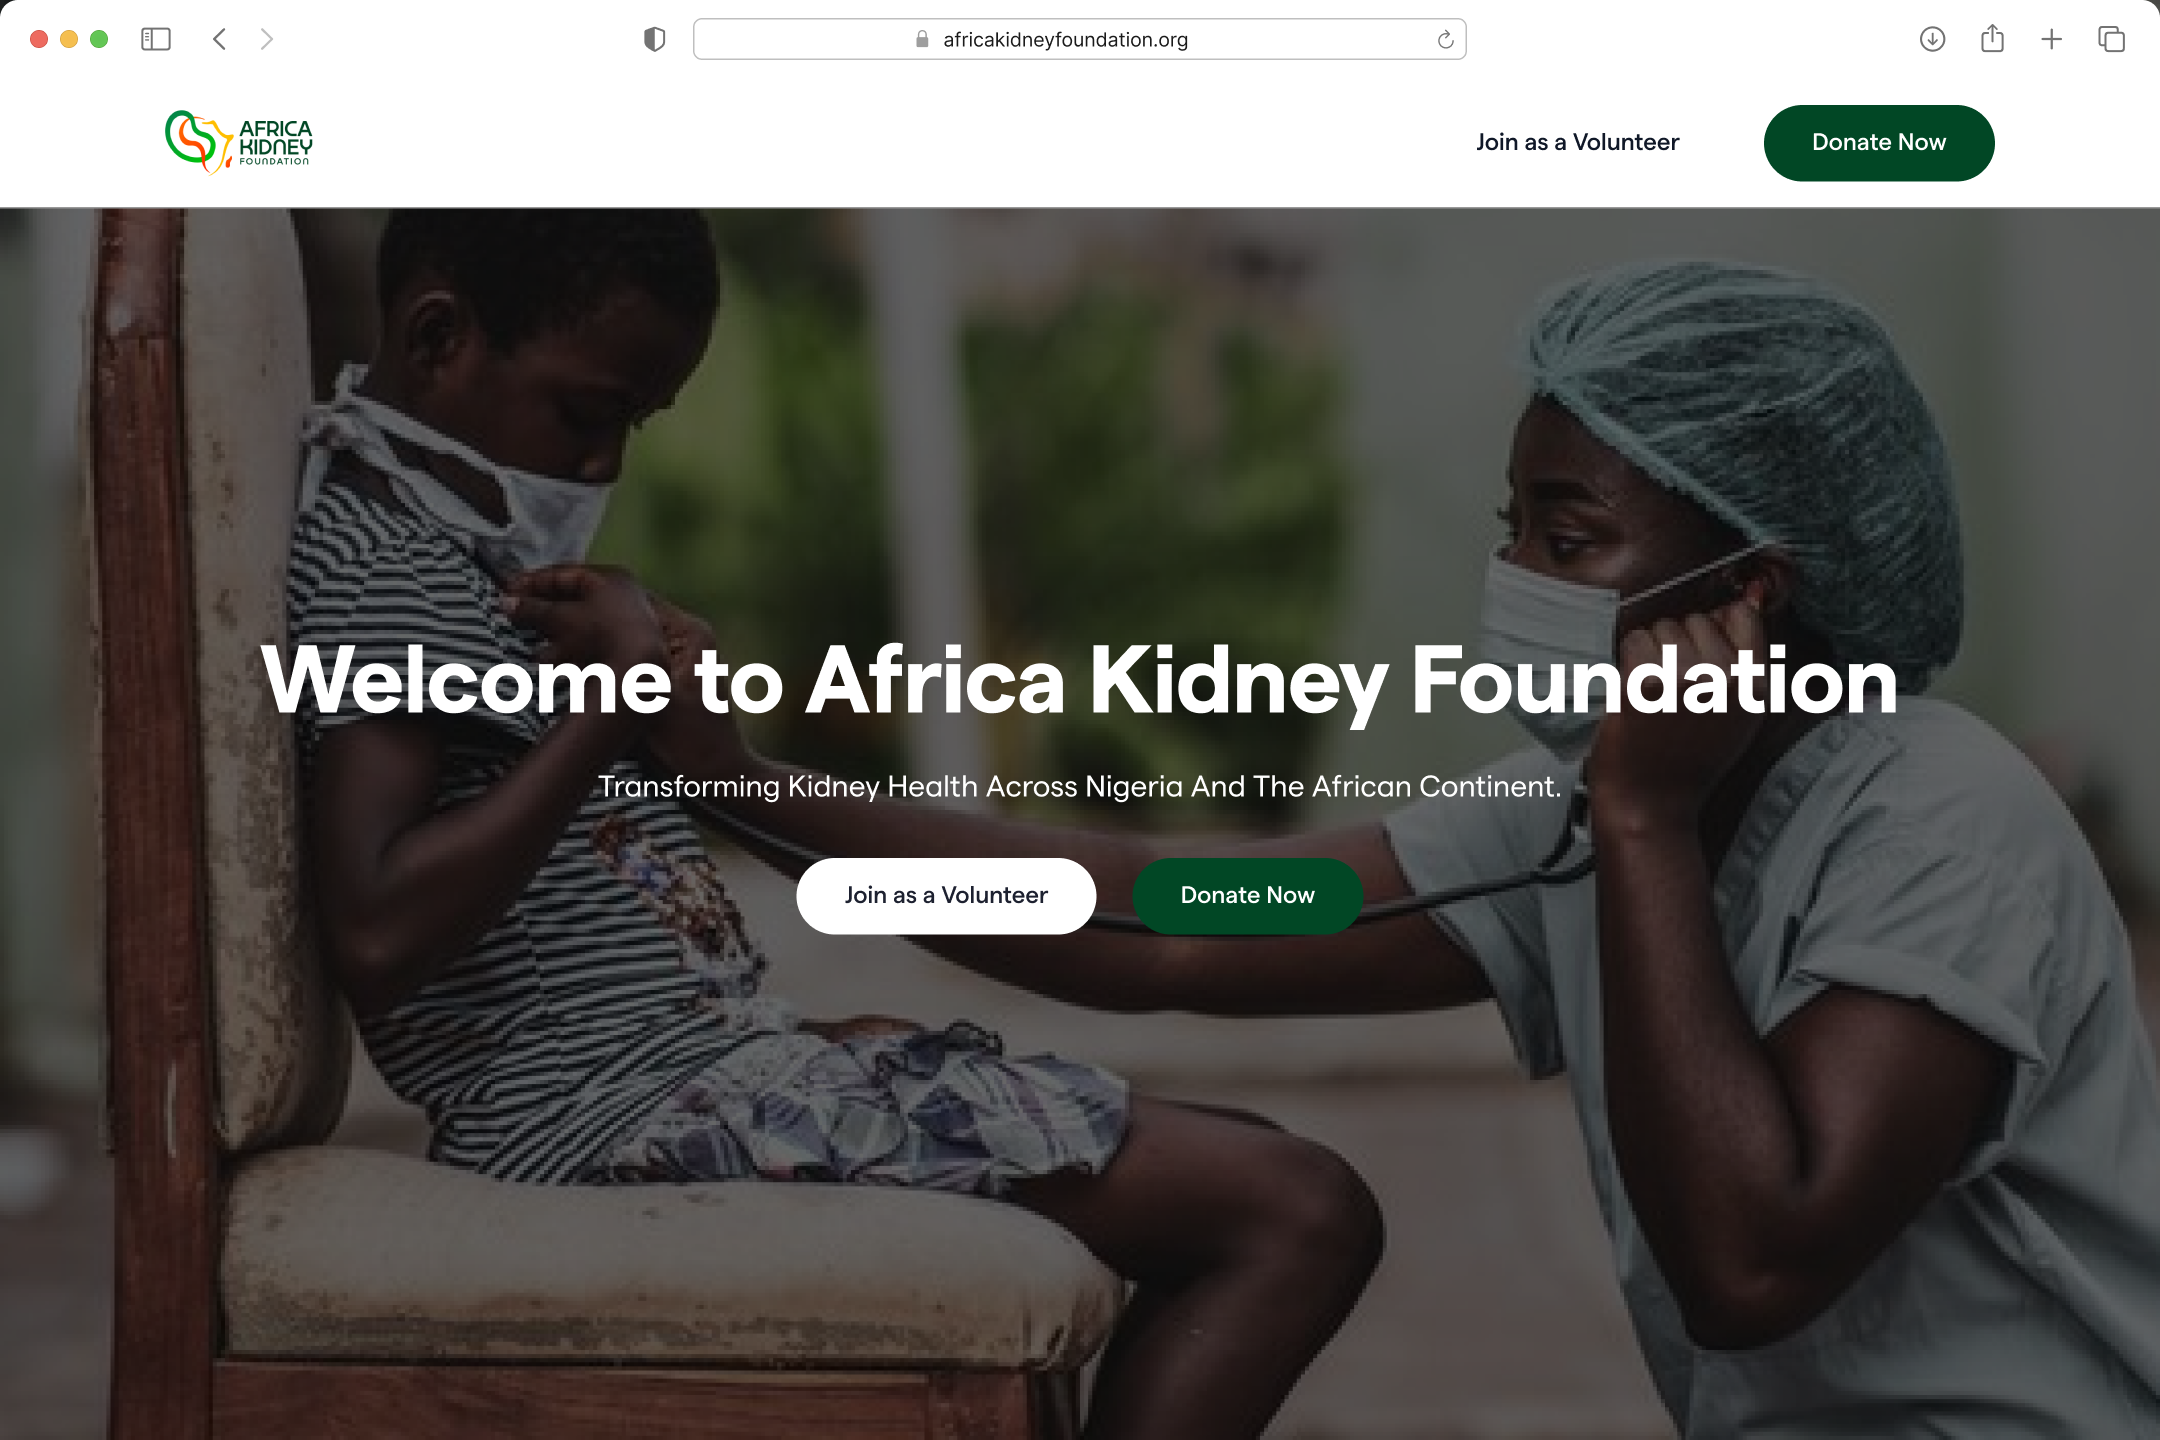 africakidneyfoundation.org
AFRICA
KIDNEY
FOUNDATION
Join as a Volunteer
Donate Now
Welcome to Africa Kidney Foundation
Transforming Kidney Health Across Nigeria And The African Continent.
Join as a Volunteer
Donate Now